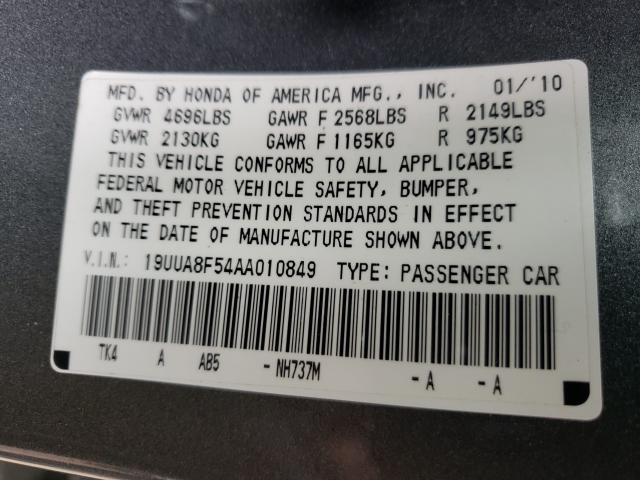 MFD. BY HONDA OF AMERICA MFG., INC. 01/'10
GVWR 4696LBS GAWR F 2568LBS R 2149LBS
GVWR 2130KG GAWR F 1165KG R 975KG
THIS VEHICLE CONFORMS TO ALL APPLICABLE
FEDERAL MOTOR VEHICLE SAFETY, BUMPER,
AND THEFT PREVENTION STANDARDS IN EFFECT
ON THE DATE OF MANUFACTURE SHOWN ABOVE.
V.I.N.: 19UUA8F54AA010849 TYPE: PASSENGER CAR
TK4 A AB5 - NH737M - A - A